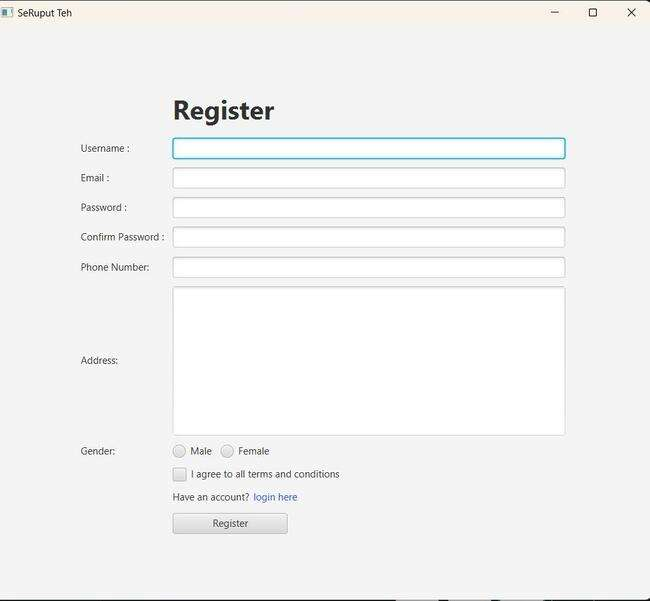 SeRuput Teh
Register
Username :
Email :
Password :
Confirm Password :
Phone Number:
Address:
Gender: Male Female
I agree to all terms and conditions
Have an account? login here
Register